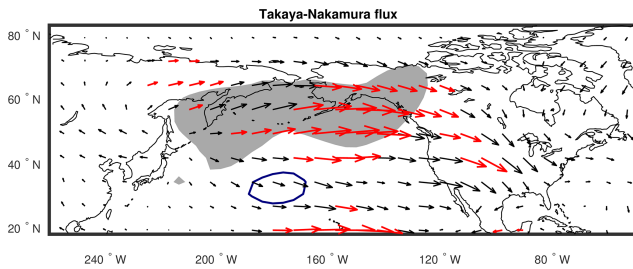 Takaya-Nakamura flux
80 ° N
60 ° N
40 ° N
20 ° N
240 ° W 200 ° W 160 ° W 120 ° W 80 ° W